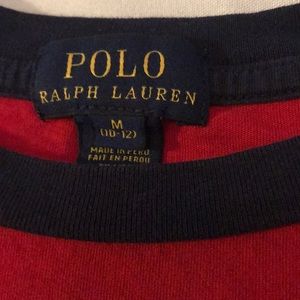 POLO
RALPH LAUREN
M
(10-12)
MADE IN PERU
FAIT EN PEROU